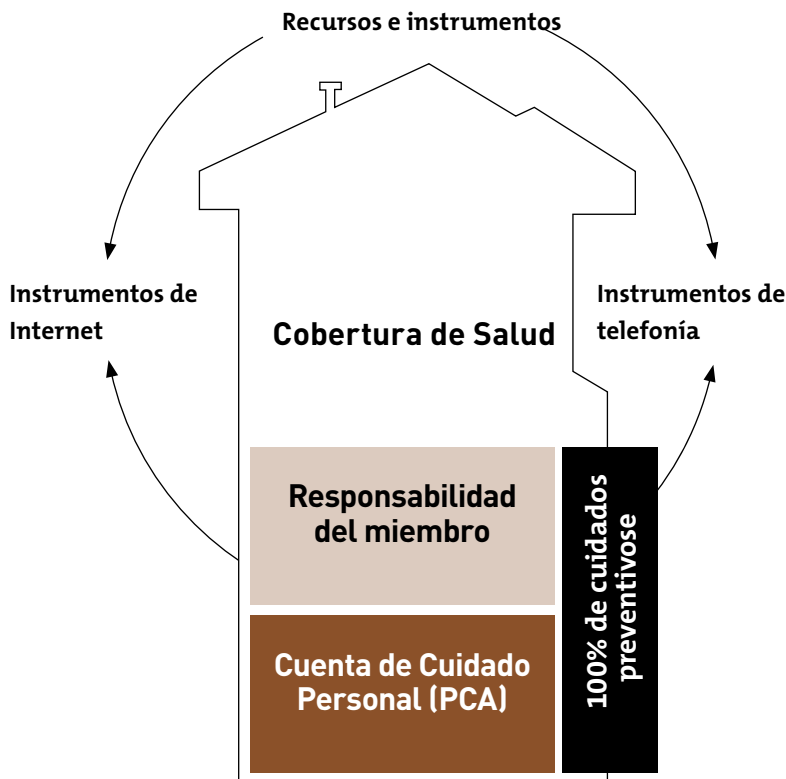 Recursos e instrumentos
Instrumentos de
Internet
Instrumentos de
telefonía
Cobertura de Salud
Responsabilidad
del miembro
Cuenta de Cuidado
Personal (PCA)
100% de cuidados
preventivose